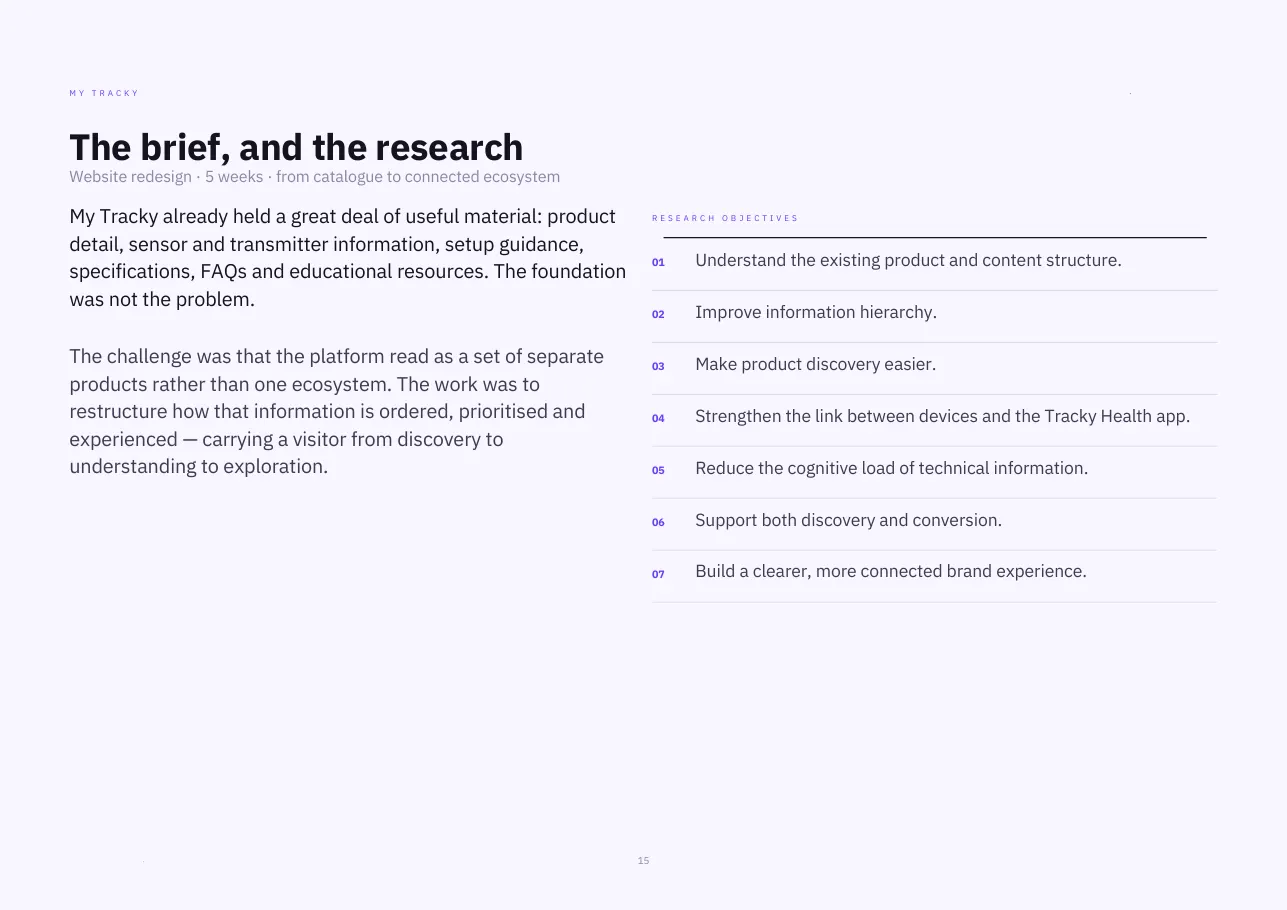 MY TRACKY
The brief, and the research
Website redesign · 5 weeks · from catalogue to connected ecosystem
My Tracky already held a great deal of useful material: product
detail, sensor and transmitter information, setup guidance,
specifications, FAQs and educational resources. The foundation
was not the problem.
The challenge was that the platform read as a set of separate
products rather than one ecosystem. The work was to
restructure how that information is ordered, prioritised and
experienced — carrying a visitor from discovery to
understanding to exploration.
RESEARCH OBJECTIVES
01 Understand the existing product and content structure.
02 Improve information hierarchy.
03 Make product discovery easier.
04 Strengthen the link between devices and the Tracky Health app.
05 Reduce the cognitive load of technical information.
06 Support both discovery and conversion.
07 Build a clearer, more connected brand experience.
15